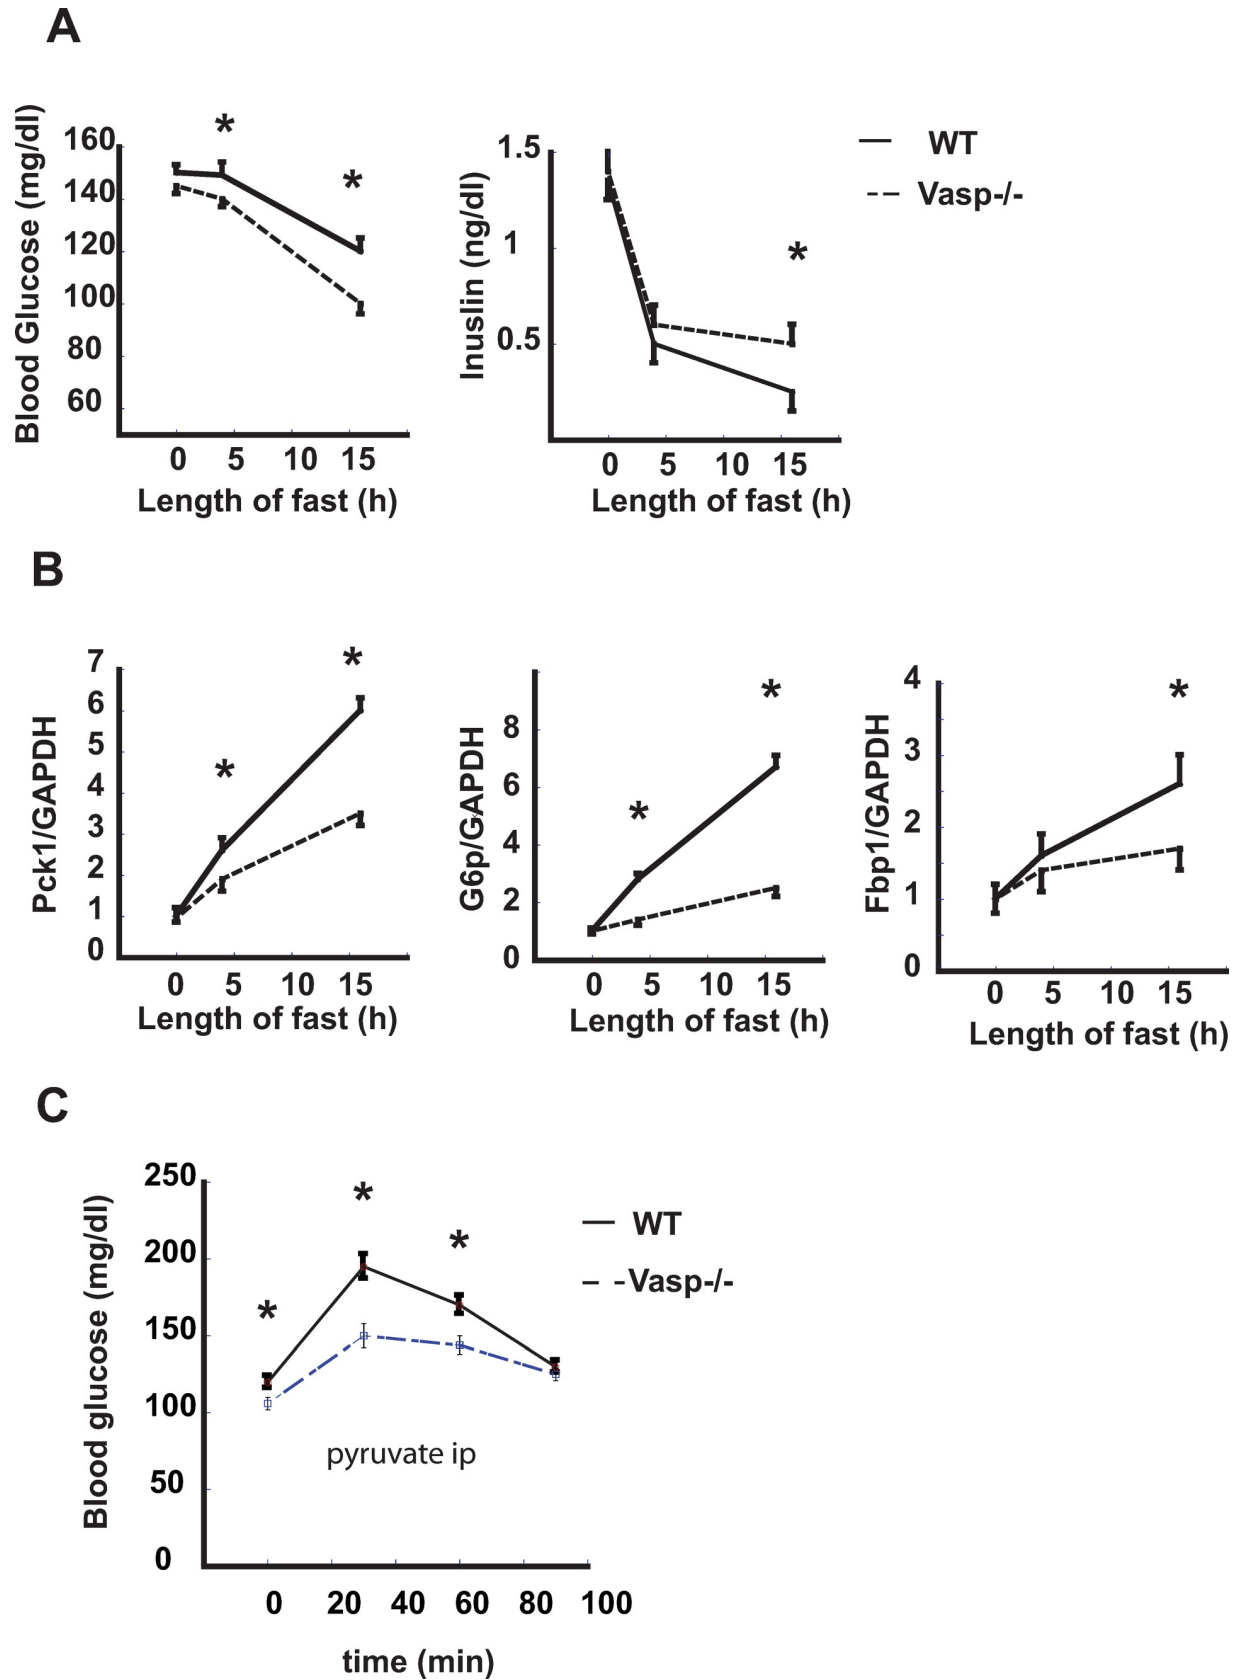 A
Blood Glucose (mg/dl)
160
140
120
100
80
60
*
*
0 5 10 15
Length of fast (h)
Inuslin (ng/dl)
1.5
1
0.5
*
0 5 10 15
Length of fast (h)
WT
Vasp-/-
B
Pck1/GAPDH
7
6
5
4
3
2
1
0
*
*
0 5 10 15
Length of fast (h)
G6p/GAPDH
8
6
4
2
0
*
*
0 5 10 15
Length of fast (h)
Fbp1/GAPDH
4
3
2
1
0
*
0 5 10 15
Length of fast (h)
C
Blood glucose (mg/dl)
250
200
150
100
50
0
*
*
*
pyruvate ip
0 20 40 60 80 100
time (min)
WT
Vasp-/-